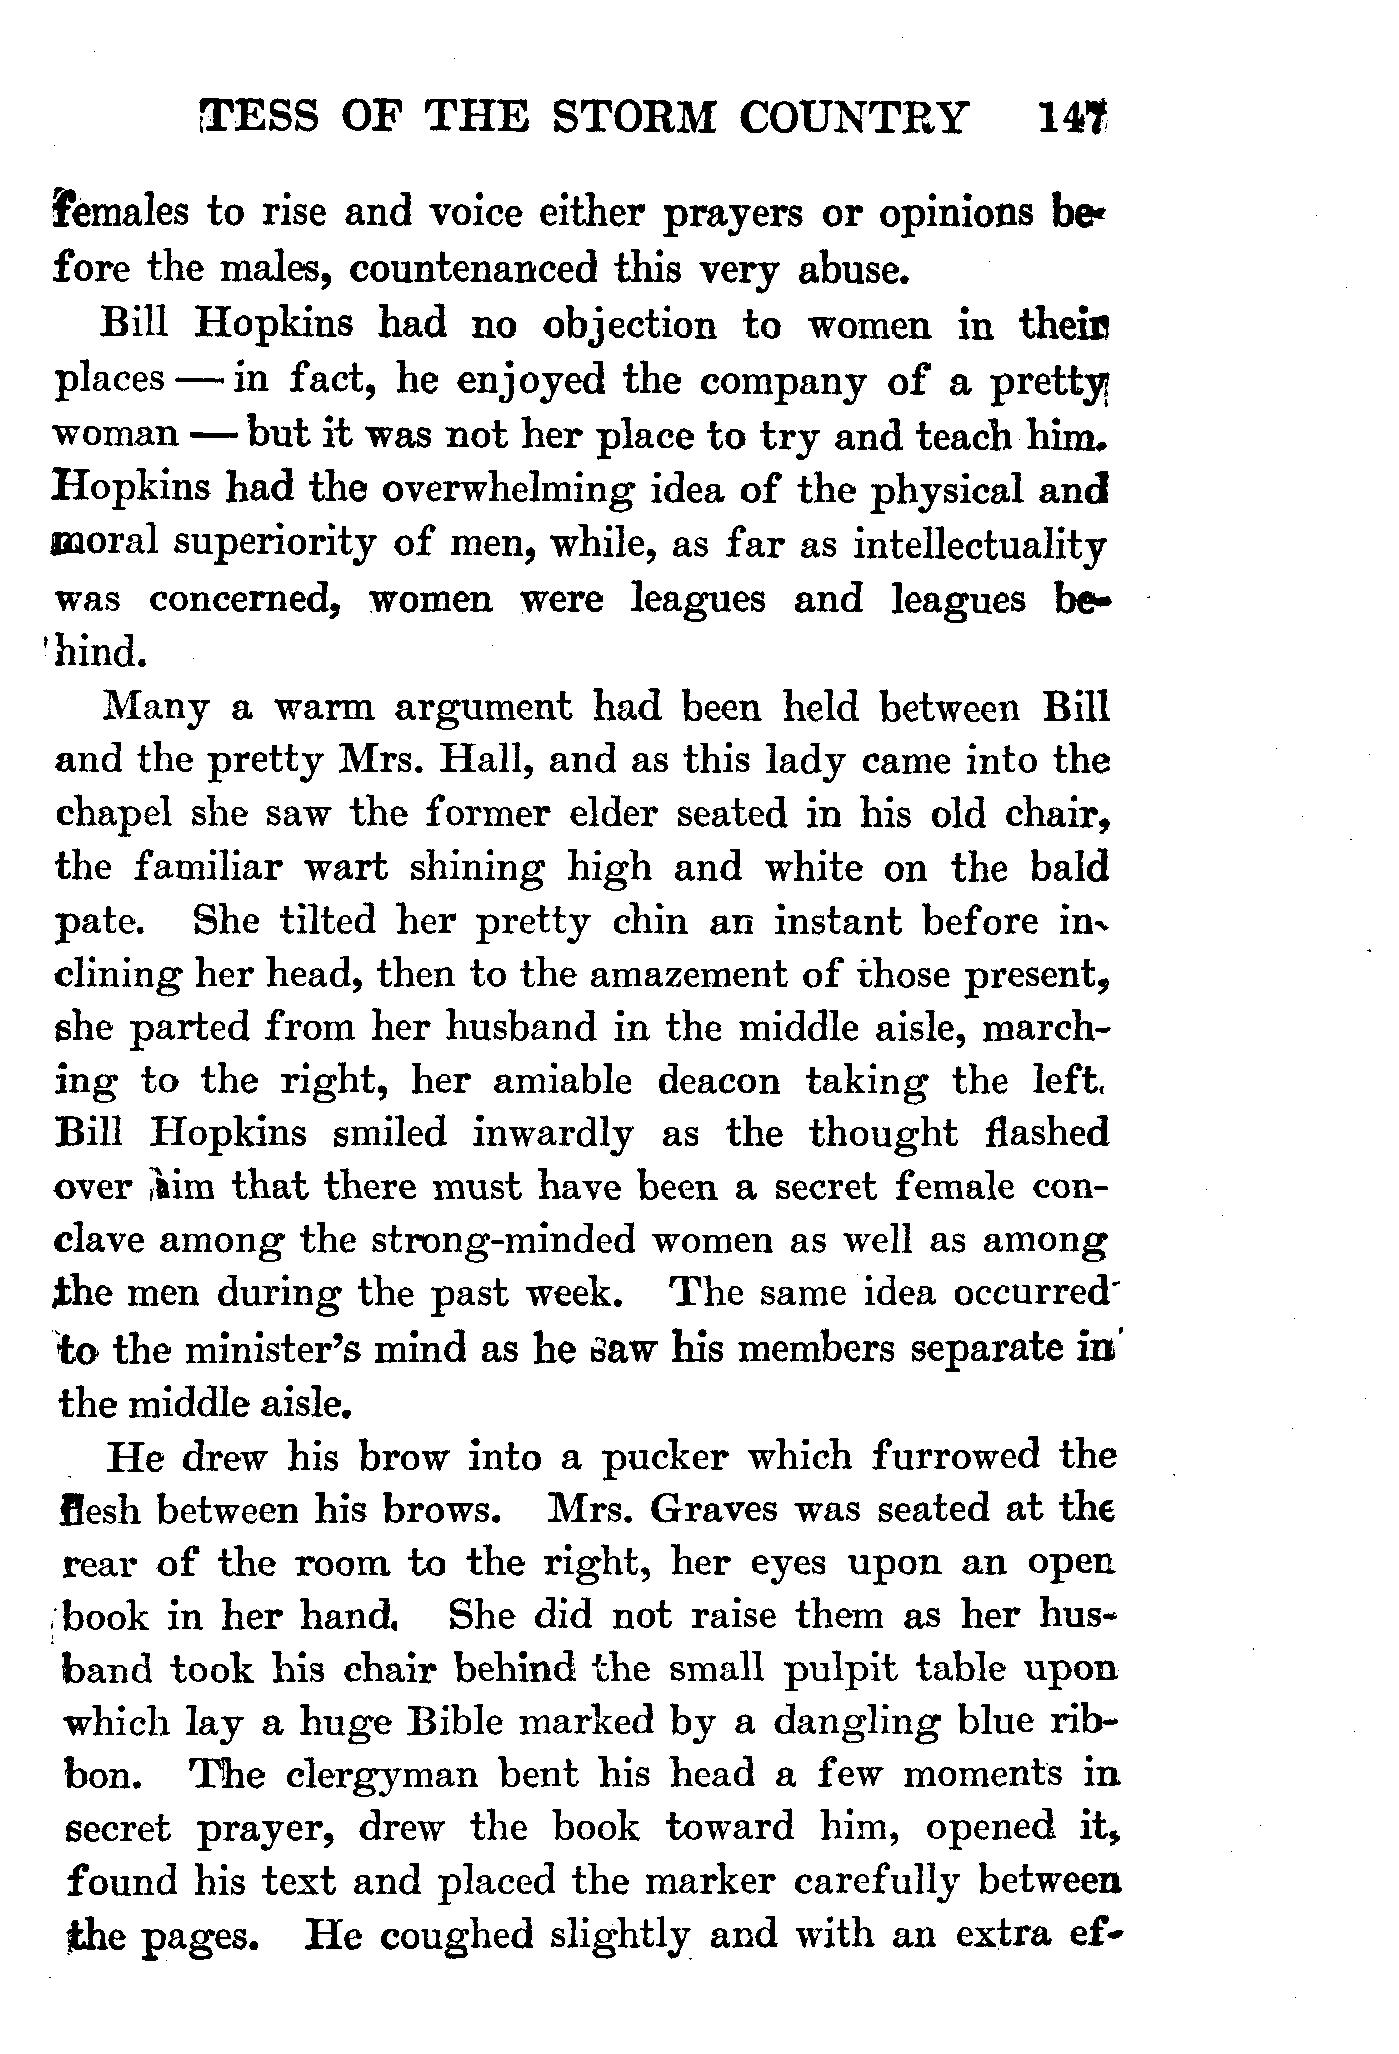 TESS OF THE STORM COUNTRY 147
females to rise and voice either prayers or opinions be-
fore the males, countenanced this very abuse.
Bill Hopkins had no objection to women in their
places — in fact, he enjoyed the company of a pretty
woman — but it was not her place to try and teach him.
Hopkins had the overwhelming idea of the physical and
moral superiority of men, while, as far as intellectuality
was concerned, women were leagues and leagues be-
hind.
Many a warm argument had been held between Bill
and the pretty Mrs. Hall, and as this lady came into the
chapel she saw the former elder seated in his old chair,
the familiar wart shining high and white on the bald
pate. She tilted her pretty chin an instant before in-
clining her head, then to the amazement of those present,
she parted from her husband in the middle aisle, march-
ing to the right, her amiable deacon taking the left.
Bill Hopkins smiled inwardly as the thought flashed
over him that there must have been a secret female con-
clave among the strong-minded women as well as among
the men during the past week. The same idea occurred
to the minister's mind as he saw his members separate in
the middle aisle.
He drew his brow into a pucker which furrowed the
flesh between his brows. Mrs. Graves was seated at the
rear of the room to the right, her eyes upon an open
book in her hand. She did not raise them as her hus-
band took his chair behind the small pulpit table upon
which lay a huge Bible marked by a dangling blue rib-
bon. The clergyman bent his head a few moments in
secret prayer, drew the book toward him, opened it,
found his text and placed the marker carefully between
the pages. He coughed slightly and with an extra ef-